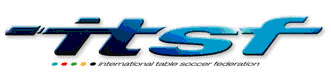 itsf
international table soccer federation